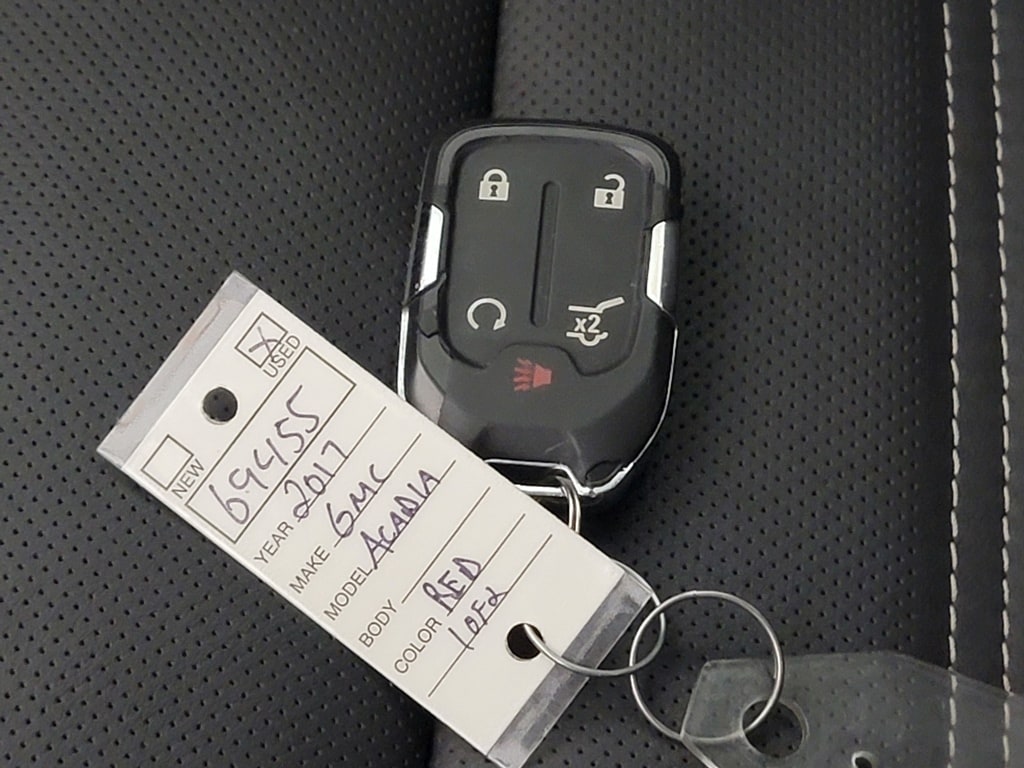 x2
X USED
NEW
69455
YEAR 2017
MAKE GMC
MODEL ACADIA
BODY
COLOR RED
1 OF 2